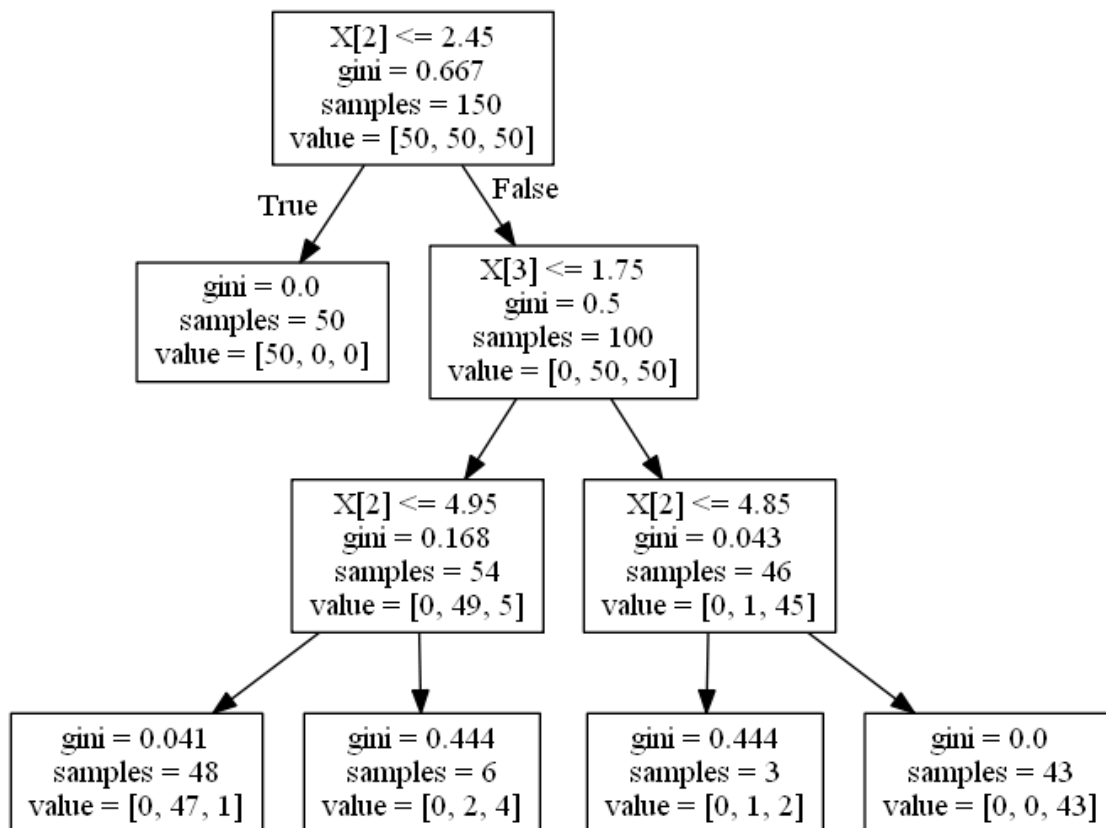 X[2] <= 2.45
gini = 0.667
samples = 150
value = [50, 50, 50]
True
False
gini = 0.0
samples = 50
value = [50, 0, 0]
X[3] <= 1.75
gini = 0.5
samples = 100
value = [0, 50, 50]
X[2] <= 4.95
gini = 0.168
samples = 54
value = [0, 49, 5]
X[2] <= 4.85
gini = 0.043
samples = 46
value = [0, 1, 45]
gini = 0.041
samples = 48
value = [0, 47, 1]
gini = 0.444
samples = 6
value = [0, 2, 4]
gini = 0.444
samples = 3
value = [0, 1, 2]
gini = 0.0
samples = 43
value = [0, 0, 43]